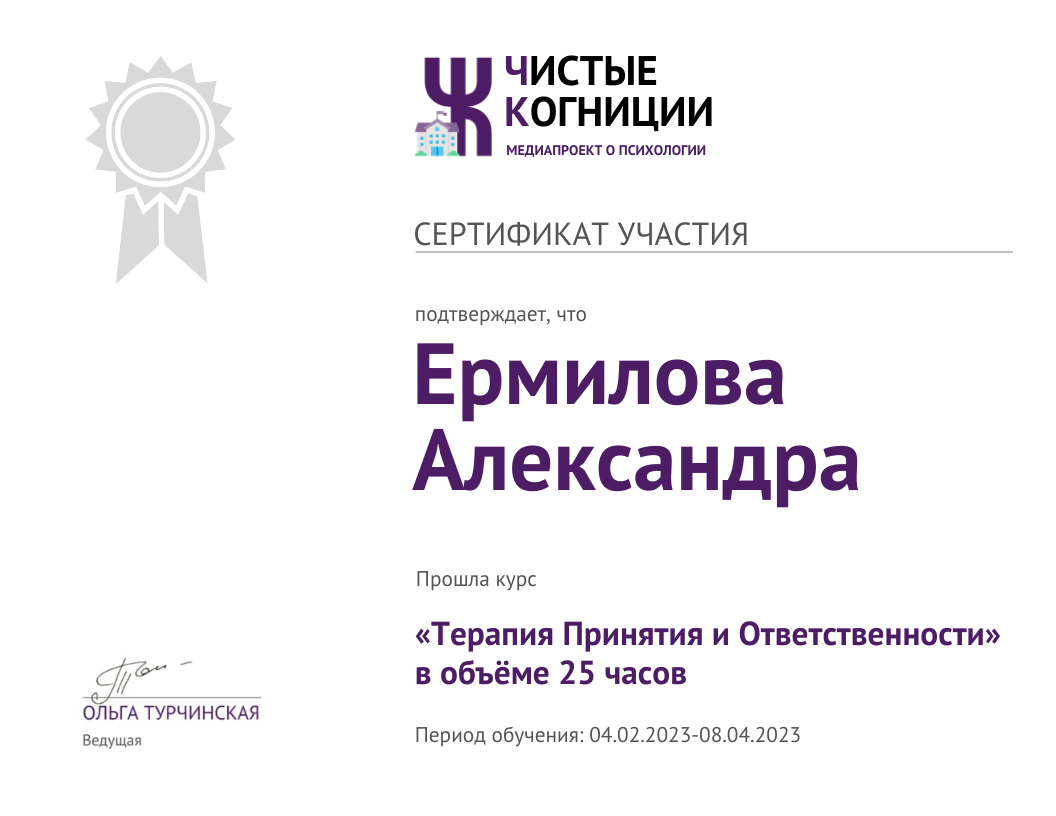 ЧИСТЫЕ
КОГНИЦИИ
МЕДИАПРОЕКТ О ПСИХОЛОГИИ
СЕРТИФИКАТ УЧАСТИЯ
подтверждает, что
Ермилова
Александра
Прошла курс
«Терапия Принятия и Ответственности»
в объёме 25 часов
Период обучения: 04.02.2023-08.04.2023
ОЛЬГА ТУРЧИНСКАЯ
Ведущая